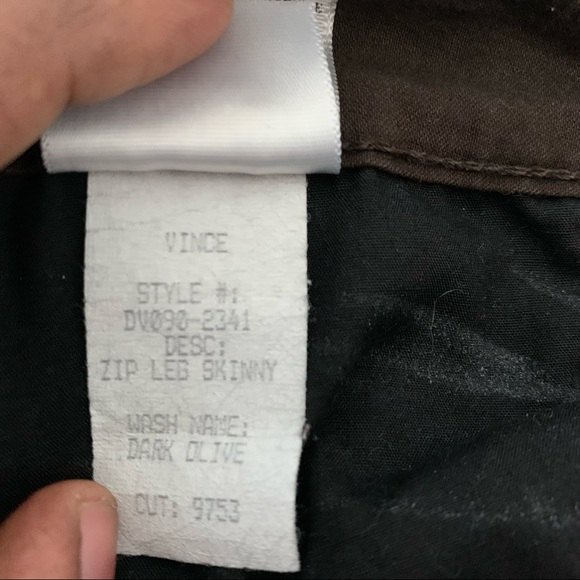 VINCE
STYLE #:
DV090-2341
DESC:
ZIP LEG SKINNY
WASH NAME:
DARK OLIVE
CUT: 9753